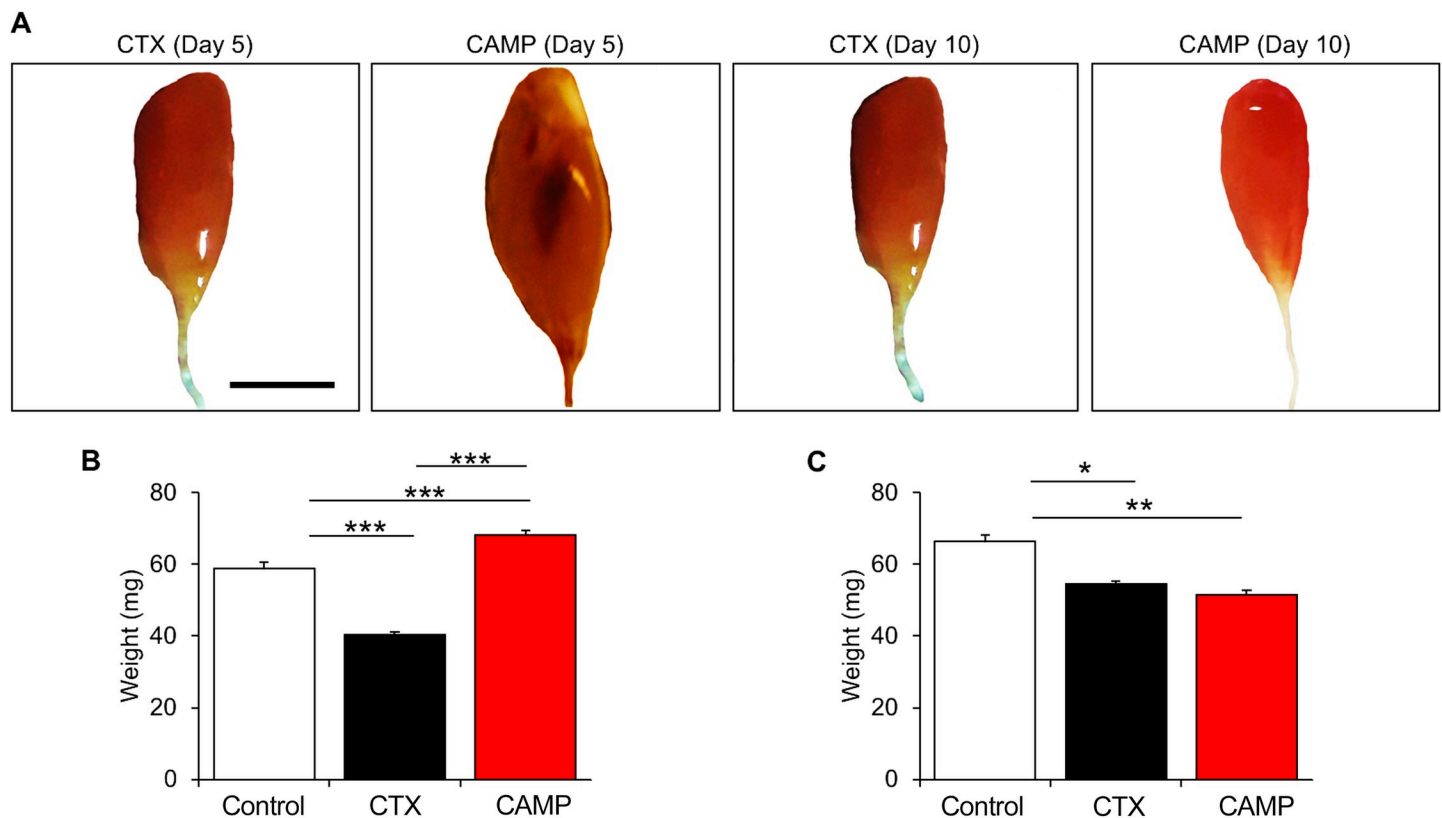 A
CTX (Day 5)
CAMP (Day 5)
CTX (Day 10)
CAMP (Day 10)
B
***
***
***
80
60
40
20
0
Weight (mg)
Control
CTX
CAMP
C
*
**
80
60
40
20
0
Weight (mg)
Control
CTX
CAMP